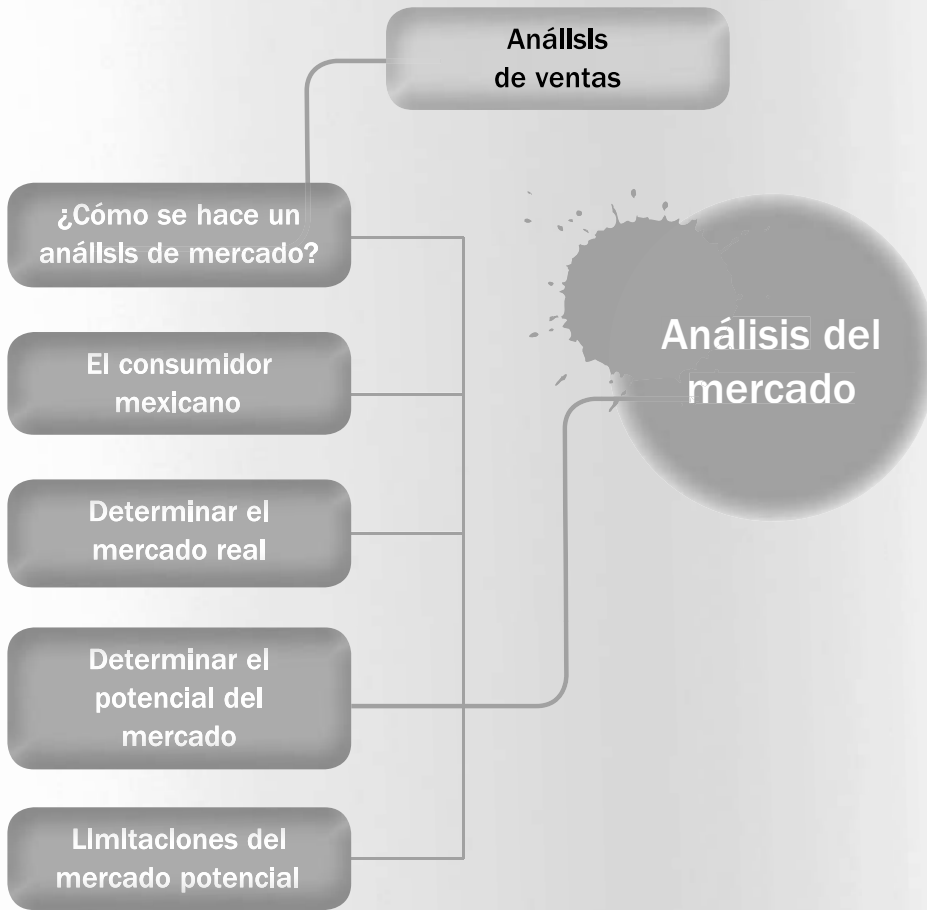 Análisis
de ventas
¿Cómo se hace un
análisis de mercado?
El consumidor
mexicano
Determinar el
mercado real
Determinar el
potencial del
mercado
Limitaciones del
mercado potencial
Análisis del
mercado